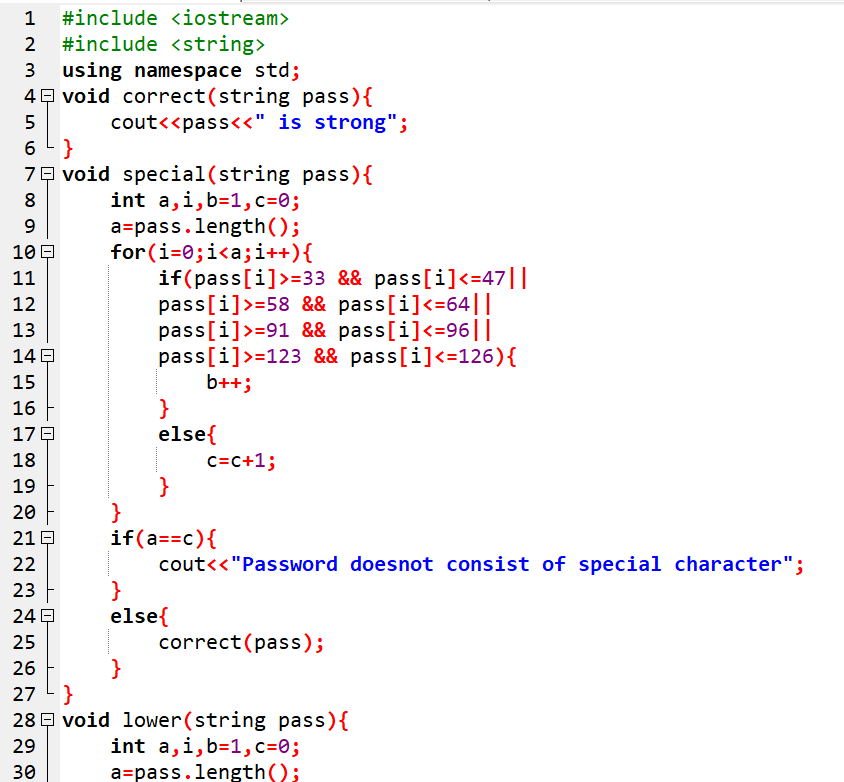 1 #include <iostream>
2 #include <string>
3 using namespace std;
4 void correct(string pass){
5 cout<<pass<<" is strong";
6 }
7 void special(string pass){
8 int a,i,b=1,c=0;
9 a=pass.length();
10 for(i=0;i<a;i++){
11 if(pass[i]>=33 && pass[i]<=47||
12 pass[i]>=58 && pass[i]<=64||
13 pass[i]>=91 && pass[i]<=96||
14 pass[i]>=123 && pass[i]<=126){
15 b++;
16 }
17 else{
18 c=c+1;
19 }
20 }
21 if(a==c){
22 cout<<"Password doesnot consist of special character";
23 }
24 else{
25 correct(pass);
26 }
27 }
28 void lower(string pass){
29 int a,i,b=1,c=0;
30 a=pass.length();